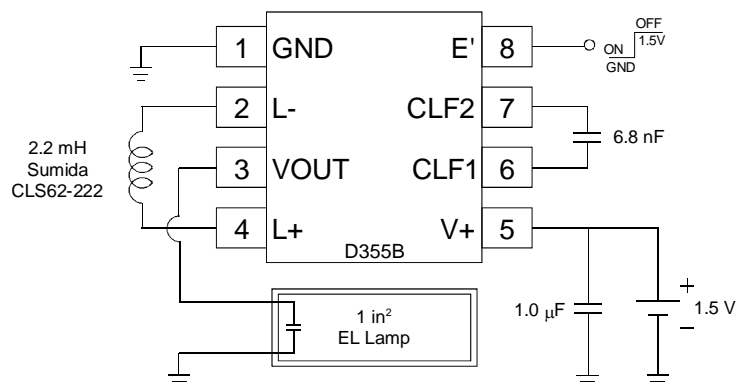 OFF
1.5V
ON
GND
1 GND E' 8
2 L- CLF2 7
3 VOUT CLF1 6
4 L+ V+ 5
D355B
2.2 mH
Sumida
CLS62-222
6.8 nF
1 in²
EL Lamp
1.0 μF
+
1.5 V
−